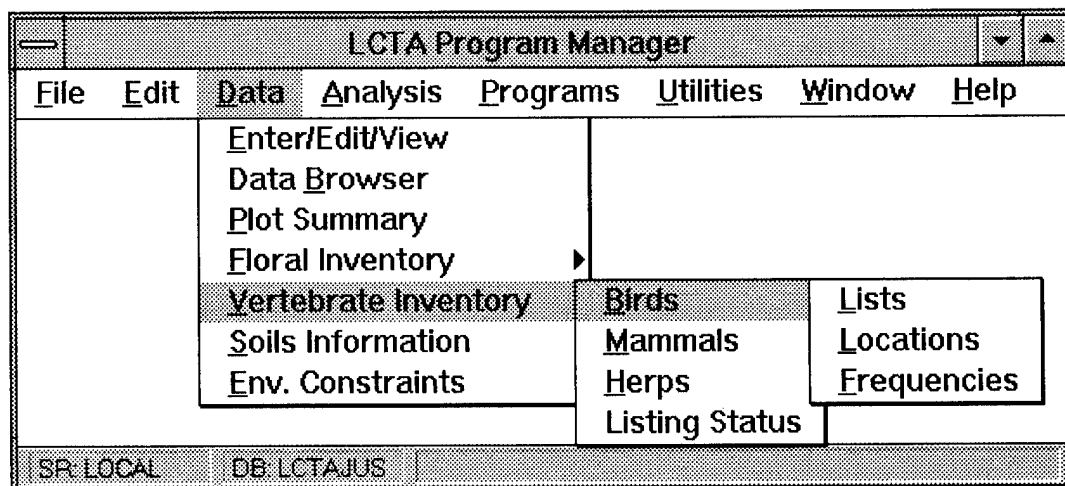 LCTA Program Manager
File Edit Data Analysis Programs Utilities Window Help
Enter/Edit/View
Data Browser
Plot Summary
Floral Inventory
Vertebrate Inventory Birds Lists
Soils Information Mammals Locations
Env. Constraints Herps Frequencies
Listing Status
SR: LOCAL DB: LCTAJUS